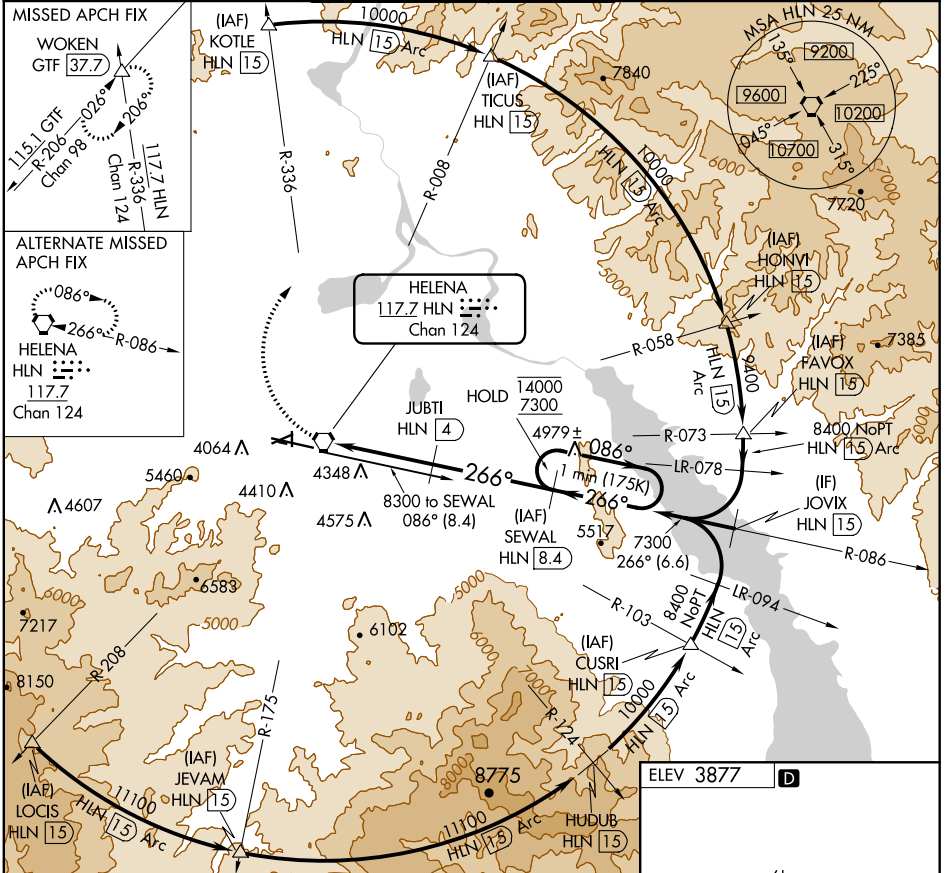 MISSED APCH FIX
WOKEN
GTF 37.7
026°
206°
115.1 GTF
R-206
Chan 98
117.7 HLN
R-336
Chan 124
ALTERNATE MISSED
APCH FIX
086°
266°
R-086
HELENA
HLN
117.7
Chan 124
(IAF)
KOTLE
HLN 15
10000
HLN 15 Arc
(IAF)
TICUS
HLN 15
R-336
R-008
7840
10000
HLN 15 Arc
6000
7000
MSA HLN 25 NM
135°
9200
225°
9600
10200
045°
10700
315°
7720
(IAF)
HONVI
HLN 15
R-058
HLN 15
Arc
9400
7385
(IAF)
FAVOX
HLN 15
R-073
8400 NoPT
HLN 15 Arc
HELENA
117.7 HLN
Chan 124
HOLD
14000
7300
JUBTI
HLN 4
4979±
086°
LR-078
1 min (175K)
266°
266°
(IF)
JOVIX
HLN 15
4064
4348
5460
4410
4607
4575
8300 to SEWAL
086° (8.4)
(IAF)
SEWAL
HLN 8.4
5517
7300
266° (6.6)
R-086
LR-094
8400
NoPT
HLN 15
Arc
R-103
(IAF)
CUSRI
HLN 15
6583
5000
6000
7217
6102
5000
6000
7000
8150
R-208
R-175
R-124
10000
HLN 15 Arc
(IAF)
LOCIS
HLN 15
11100
HLN 15 Arc
(IAF)
JEVAM
HLN 15
8000
8775
11100
HLN 15 Arc
HUDUB
HLN 15
ELEV 3877
D